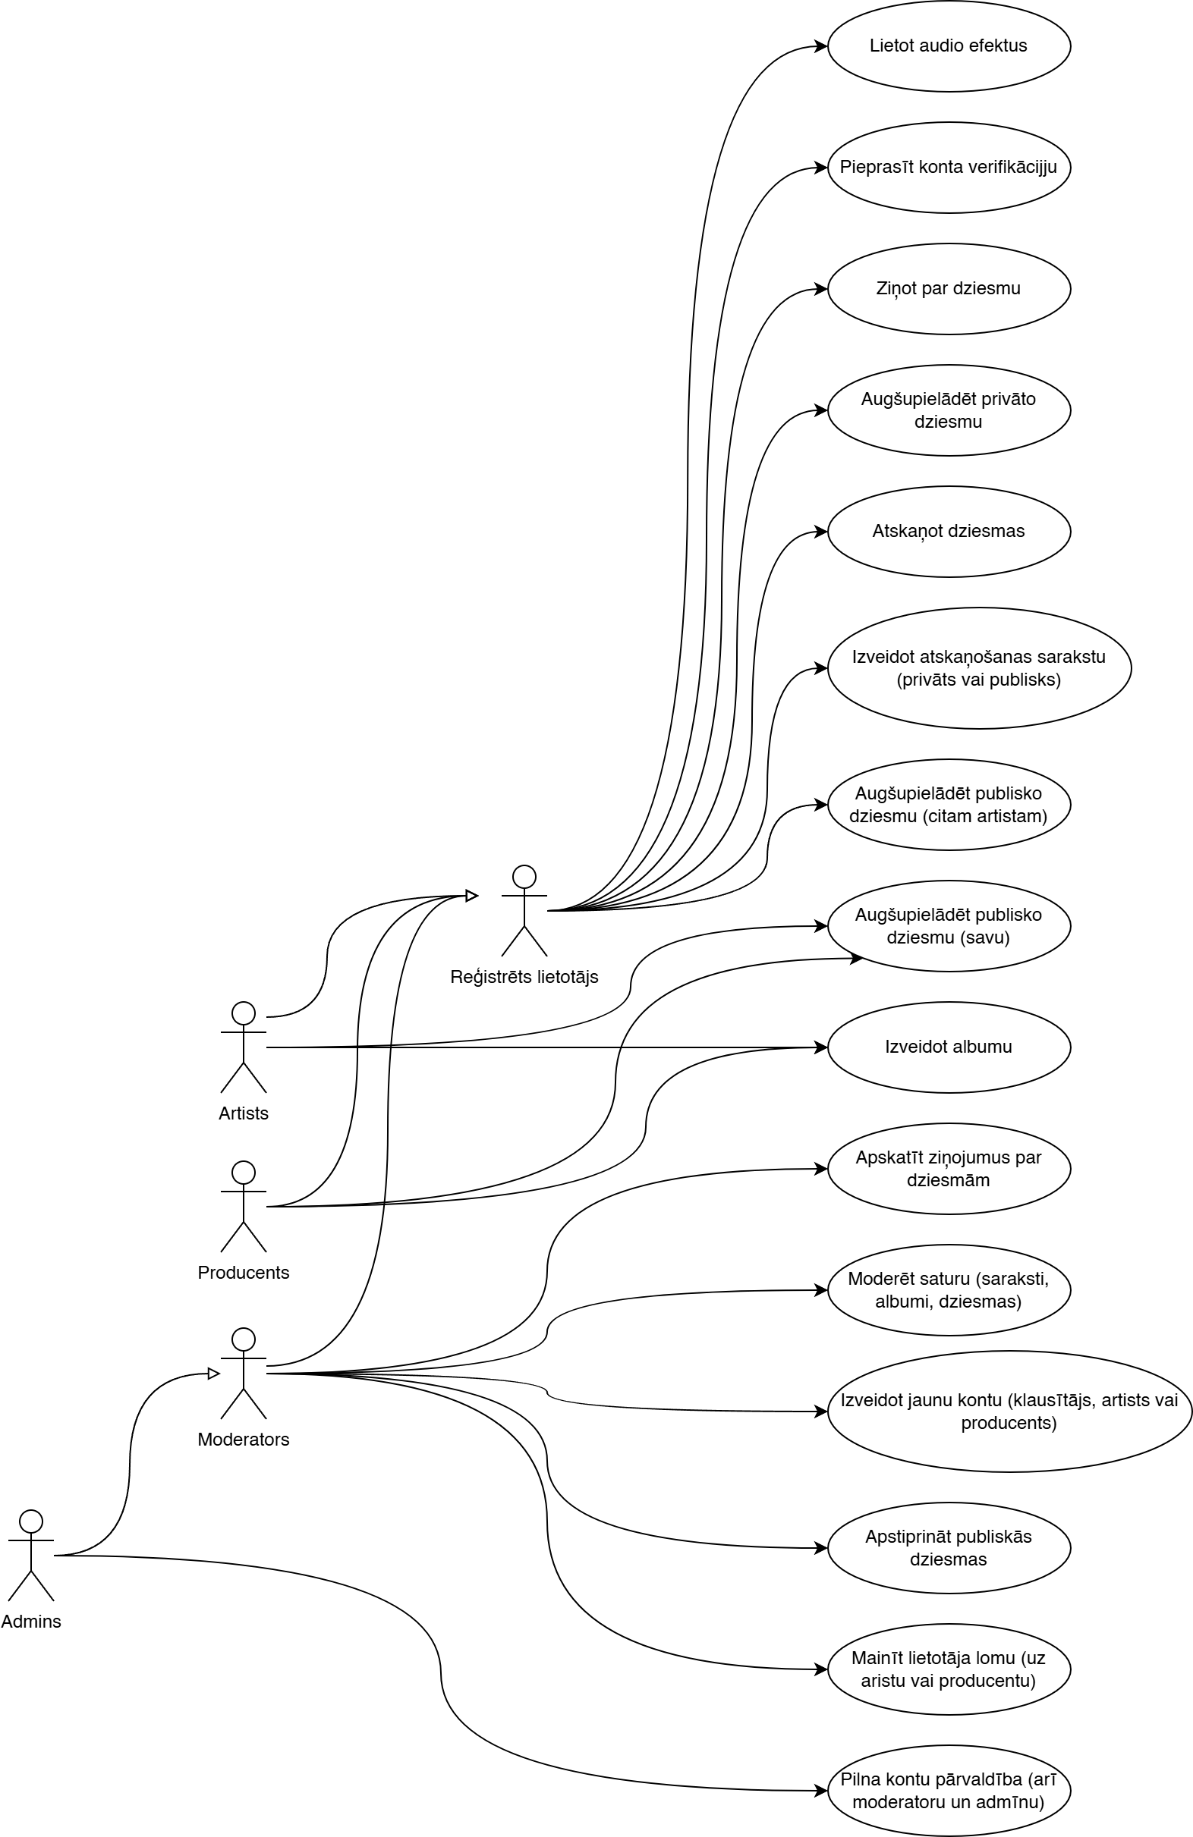 Lietot audio efektus
Pieprasīt konta verifikācijju
Ziņot par dziesmu
Augšupielādēt privāto
dziesmu
Atskaņot dziesmas
Izveidot atskaņošanas sarakstu
(privāts vai publisks)
Augšupielādēt publisko
dziesmu (citam artistam)
Augšupielādēt publisko
dziesmu (savu)
Reģistrēts lietotājs
Izveidot albumu
Artists
Apskatīt ziņojumus par
dziesmām
Producents
Moderēt saturu (saraksti,
albumi, dziesmas)
Izveidot jaunu kontu (klausītājs, artists vai
producents)
Moderators
Apstiprināt publiskās
dziesmas
Admins
Mainīt lietotāja lomu (uz
aristu vai producentu)
Pilna kontu pārvaldība (arī
moderatoru un admīnu)